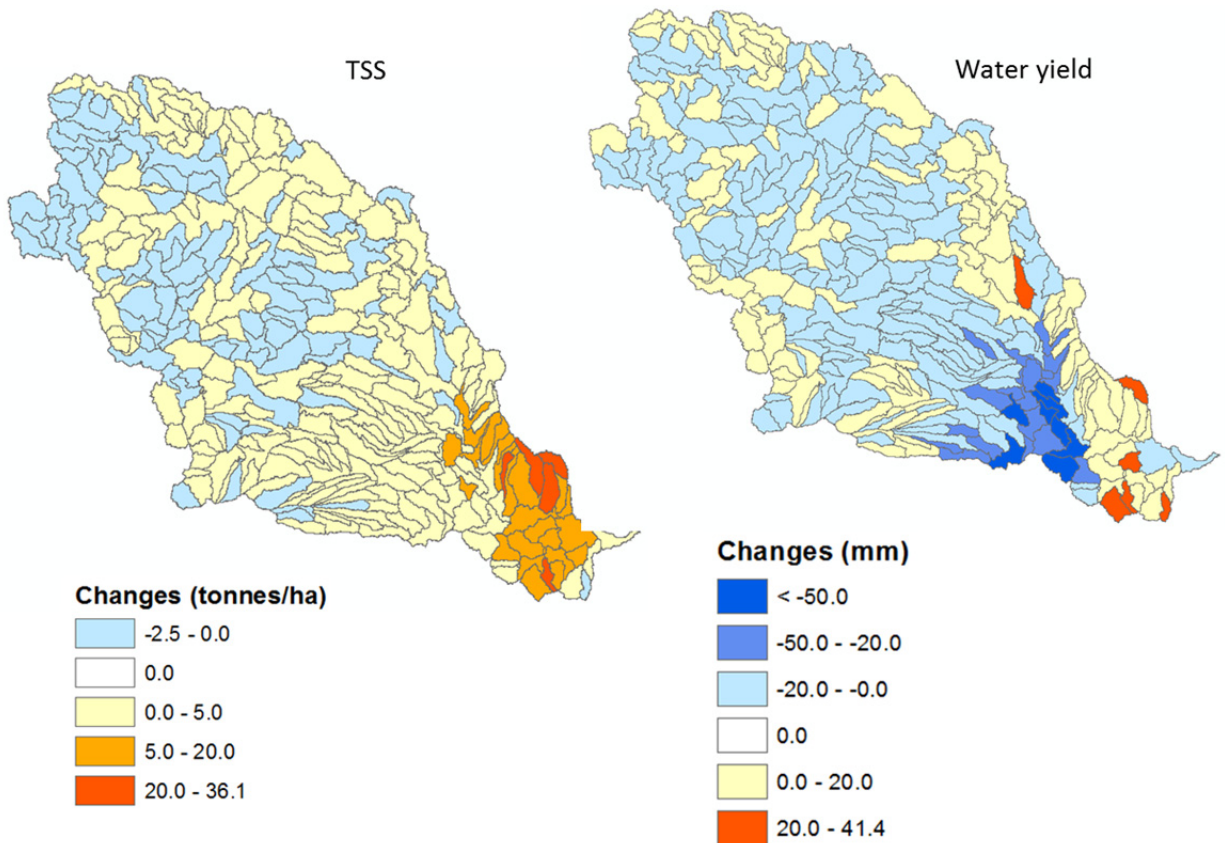 TSS
Water yield
Changes (tonnes/ha)
-2.5 - 0.0
0.0
0.0 - 5.0
5.0 - 20.0
20.0 - 36.1
Changes (mm)
< -50.0
-50.0 - -20.0
-20.0 - -0.0
0.0
0.0 - 20.0
20.0 - 41.4